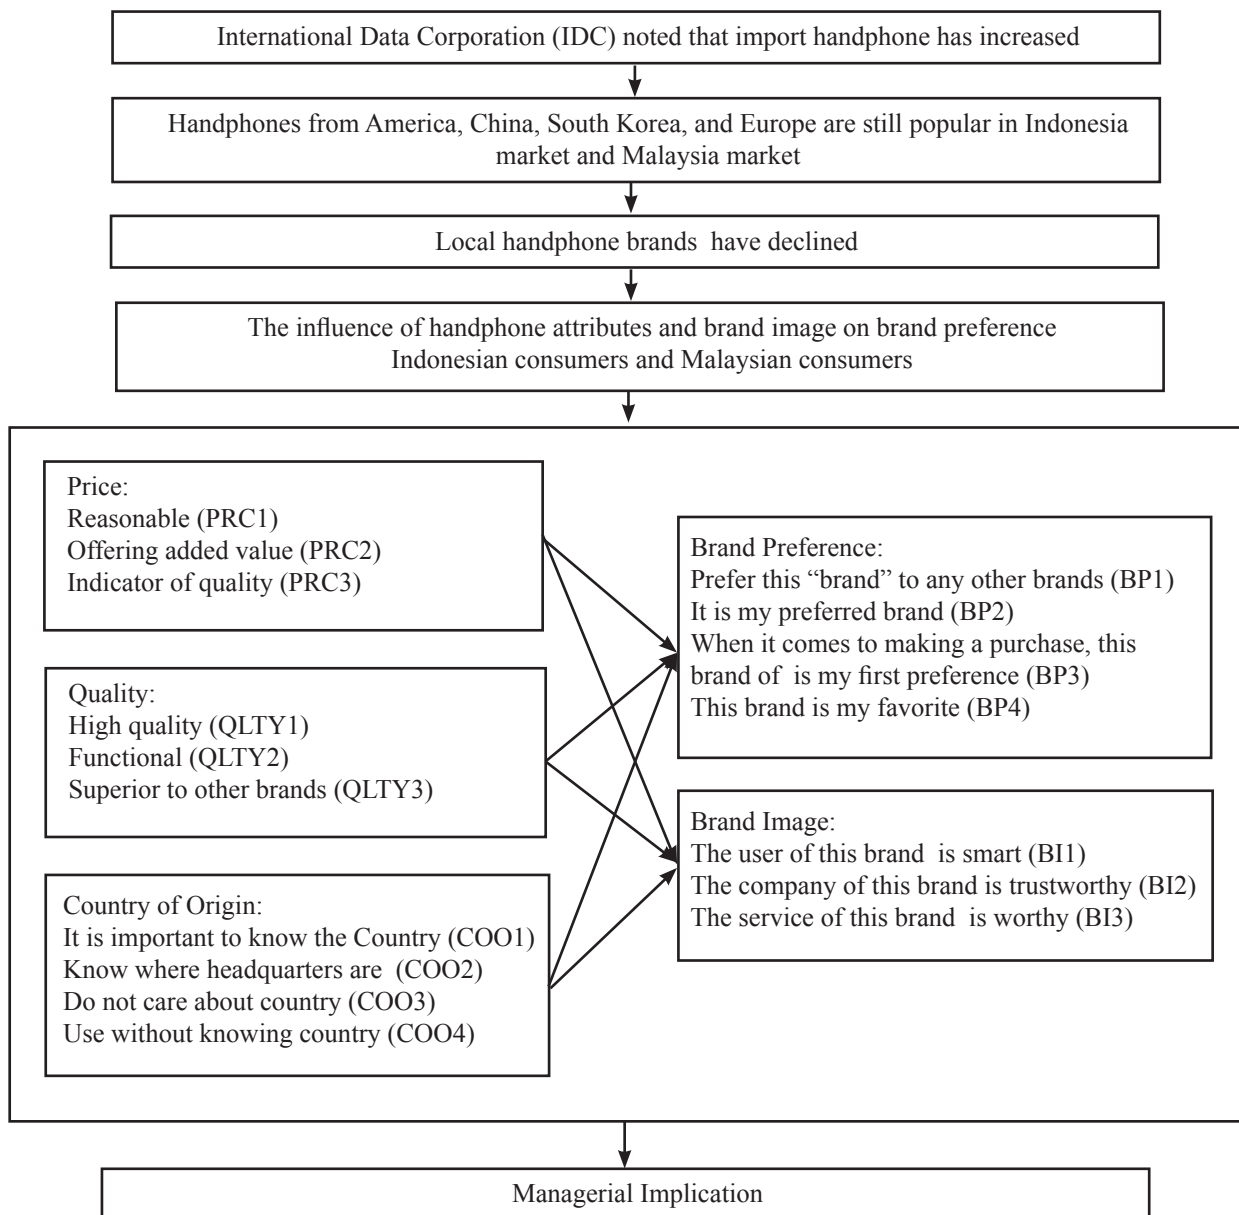 International Data Corporation (IDC) noted that import handphone has increased
Handphones from America, China, South Korea, and Europe are still popular in Indonesia
market and Malaysia market
Local handphone brands have declined
The influence of handphone attributes and brand image on brand preference
Indonesian consumers and Malaysian consumers
Price:
Reasonable (PRC1)
Offering added value (PRC2)
Indicator of quality (PRC3)
Quality:
High quality (QLTY1)
Functional (QLTY2)
Superior to other brands (QLTY3)
Country of Origin:
It is important to know the Country (COO1)
Know where headquarters are (COO2)
Do not care about country (COO3)
Use without knowing country (COO4)
Brand Preference:
Prefer this “brand” to any other brands (BP1)
It is my preferred brand (BP2)
When it comes to making a purchase, this
brand of is my first preference (BP3)
This brand is my favorite (BP4)
Brand Image:
The user of this brand is smart (BI1)
The company of this brand is trustworthy (BI2)
The service of this brand is worthy (BI3)
Managerial Implication